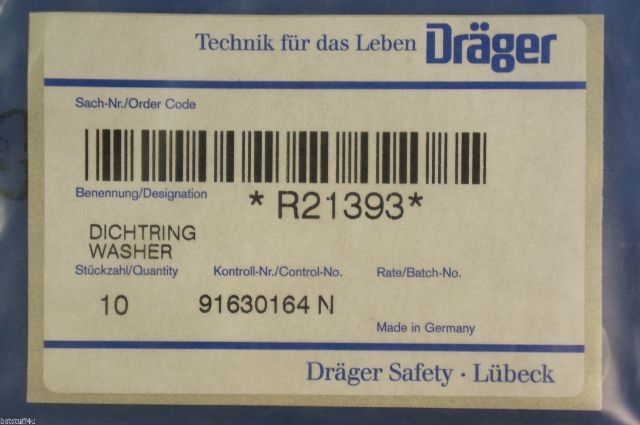 Technik für das Leben Dräger
Sach-Nr./Order Code
Benennung/Designation
*R21393*
DICHTRING
WASHER
Stückzahl/Quantity Kontroll-Nr./Control-No. Rate/Batch-No.
10 91630164 N
Made in Germany
Dräger Safety · Lübeck
botstuff4u